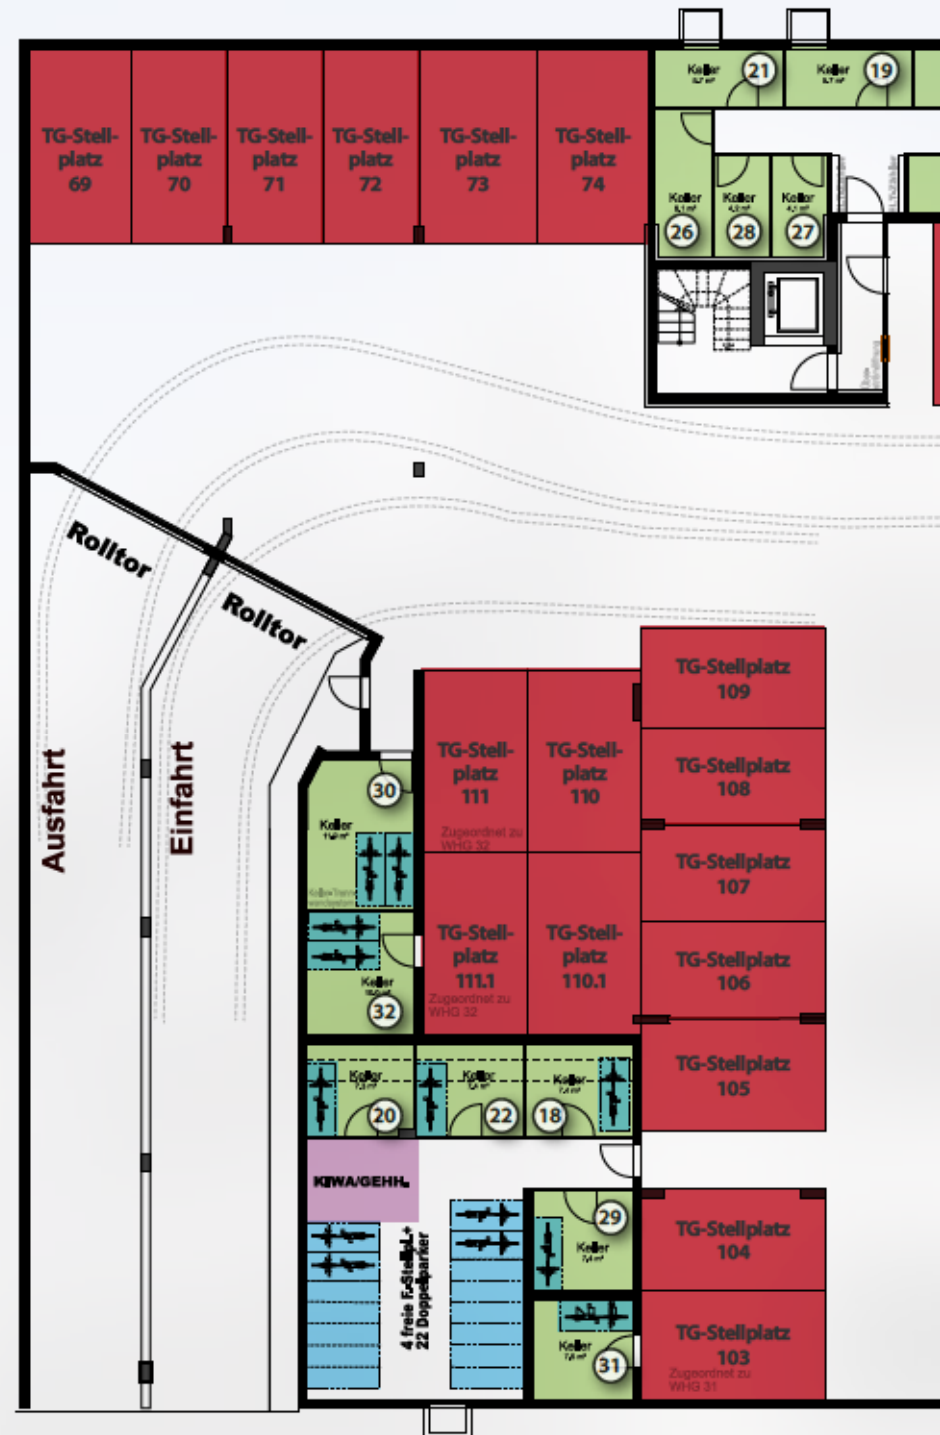 Keller
21
Keller
19
TG-Stell-
platz
69
TG-Stell-
platz
70
TG-Stell-
platz
71
TG-Stell-
platz
72
TG-Stell-
platz
73
TG-Stell-
platz
74
Keller
26
Keller
28
Keller
27
Rolltor
Rolltor
Ausfahrt
Einfahrt
TG-Stellplatz
109
TG-Stell-
platz
111
Zugeordnet zu
WHG 32
TG-Stell-
platz
110
TG-Stellplatz
108
30
Keller
TG-Stellplatz
107
TG-Stell-
platz
111.1
Zugeordnet zu
WHG 32
TG-Stell-
platz
110.1
TG-Stellplatz
106
Keller
32
TG-Stellplatz
105
Keller
20
Keller
22
Keller
18
KIWA/GEHH.
4 freie F.Stellpl.+
22 Doppelparker
29
Keller
TG-Stellplatz
104
Keller
31
TG-Stellplatz
103
Zugeordnet zu
WHG 31